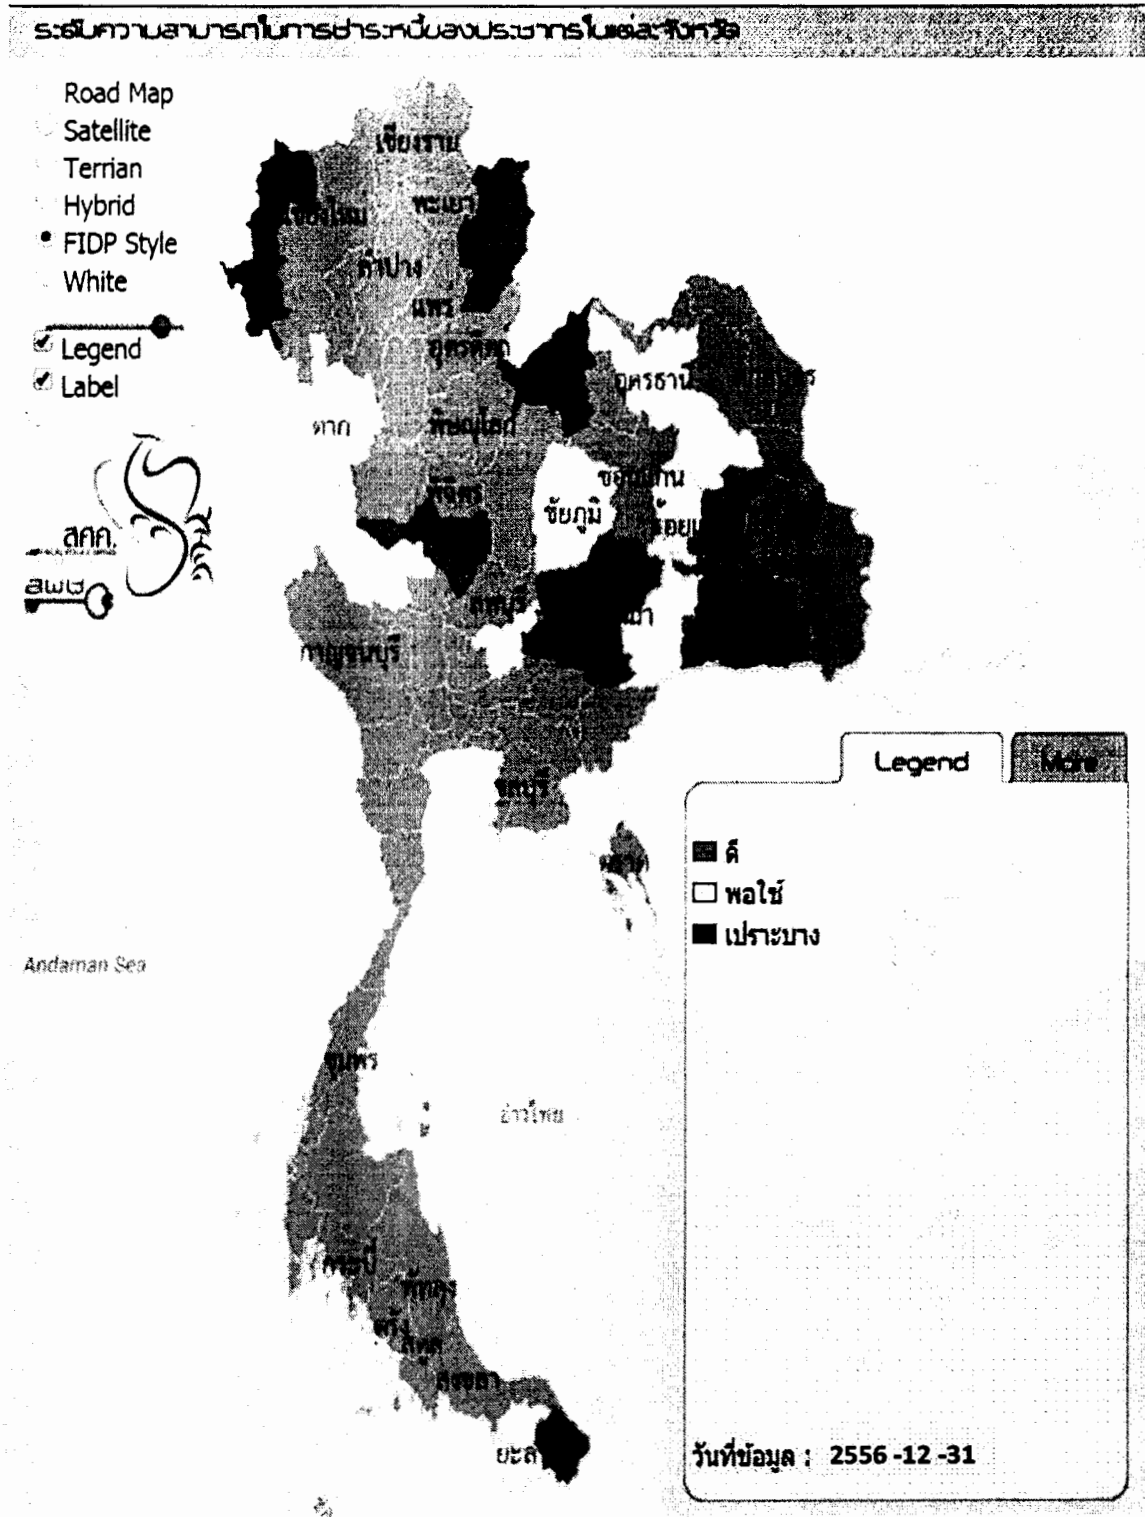 ระดับความสามารถในการชำระหนี้ของประชากรในแต่ละจังหวัด
Road Map
Satellite
Terrian
Hybrid
FIDP Style
White
Legend
Label
สศค.
เชียงราย
พะเยา
เชียงใหม่
ลำปาง
แพร่
อุตรดิตถ์
อุดรธานี
ตาก
พิษณุโลก
พิจิตร
ชัยภูมิ
ขอนแก่น
ลพบุรี
กาญจนบุรี
ชลบุรี
ตราด
Legend
More
ดี
พอใช้
เปราะบาง
Andaman Sea
ชุมพร
อ่าวไทย
กระบี่
พัทลุง
ตรัง
สตูล
สงขลา
วันที่ข้อมูล : 2556 -12 -31